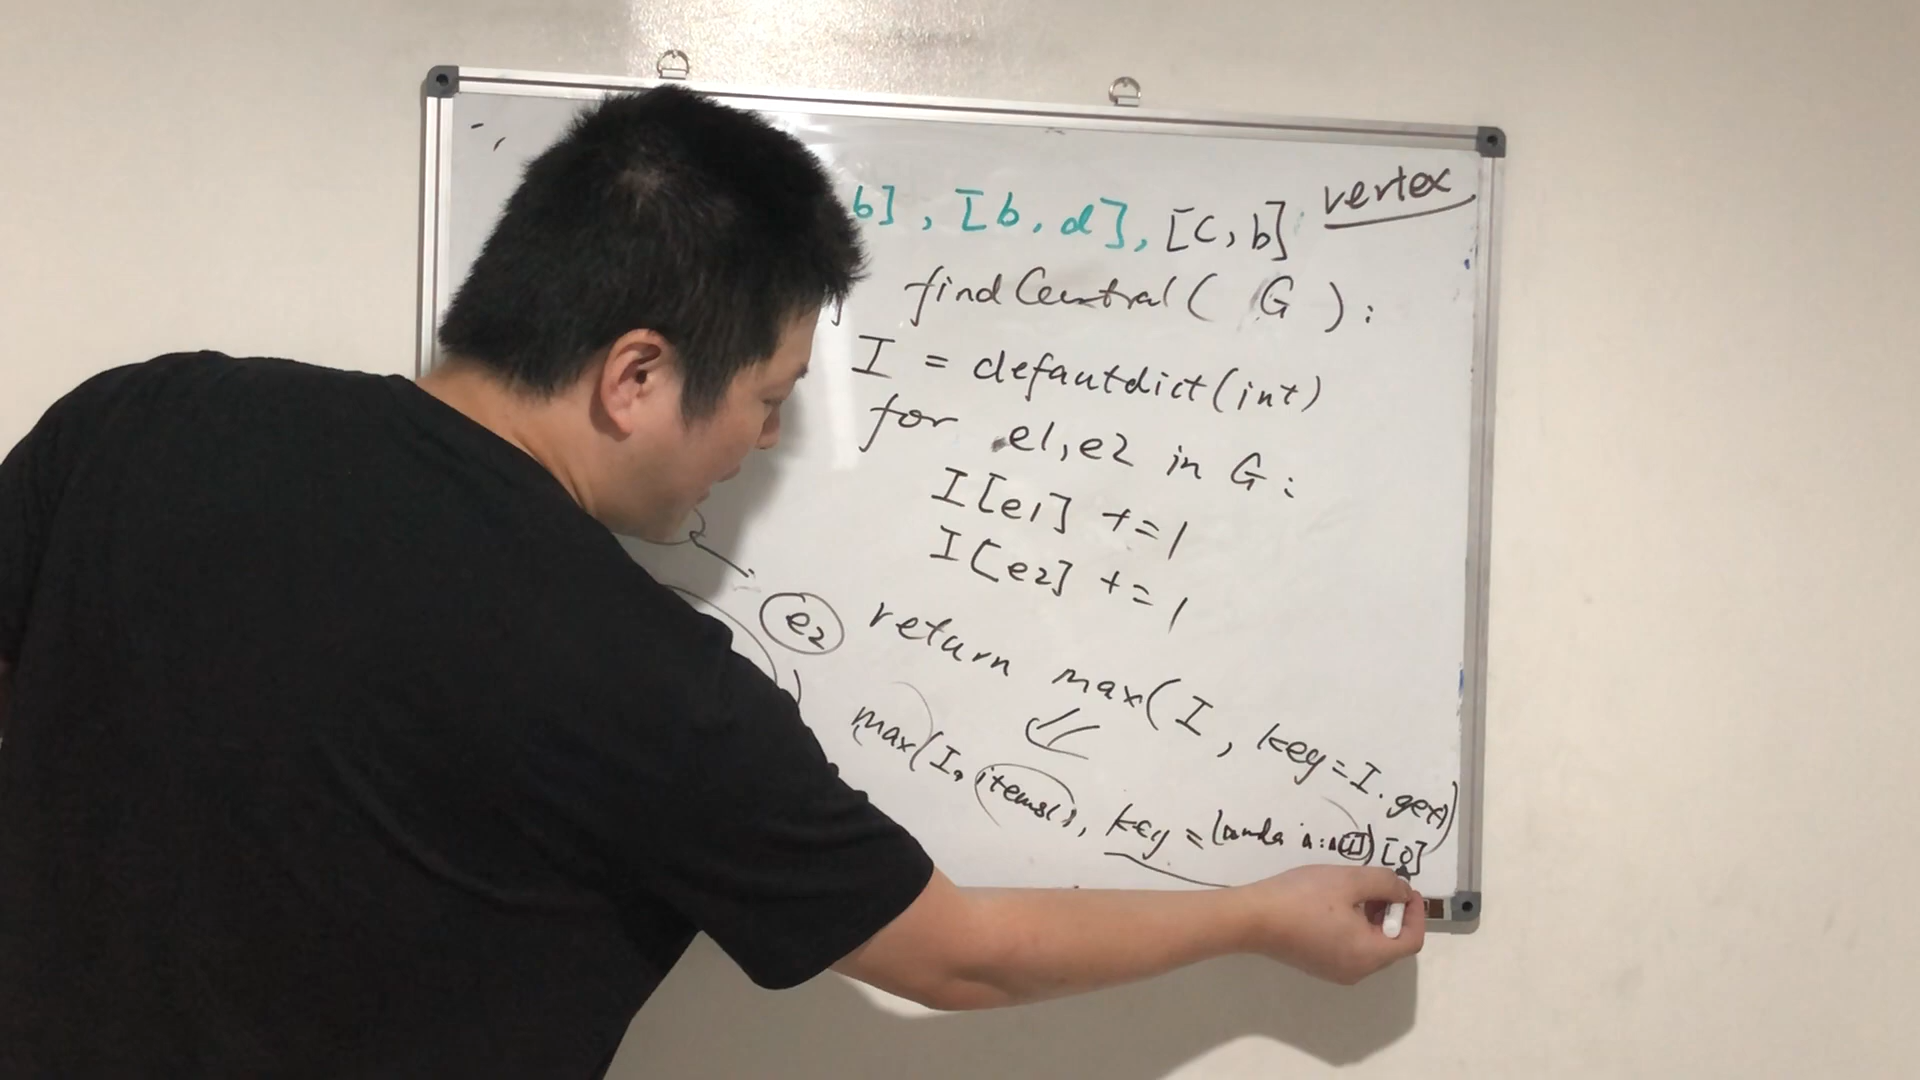 b], [b, d], [c, b] vertex
findCentral( G ):
I = defautdict(int)
for e1,e2 in G:
I[e1] +=1
I[e2] +=1
e2
return max(I, key=I.get)
max(I.items(), key=lambda a:a[1])[0]